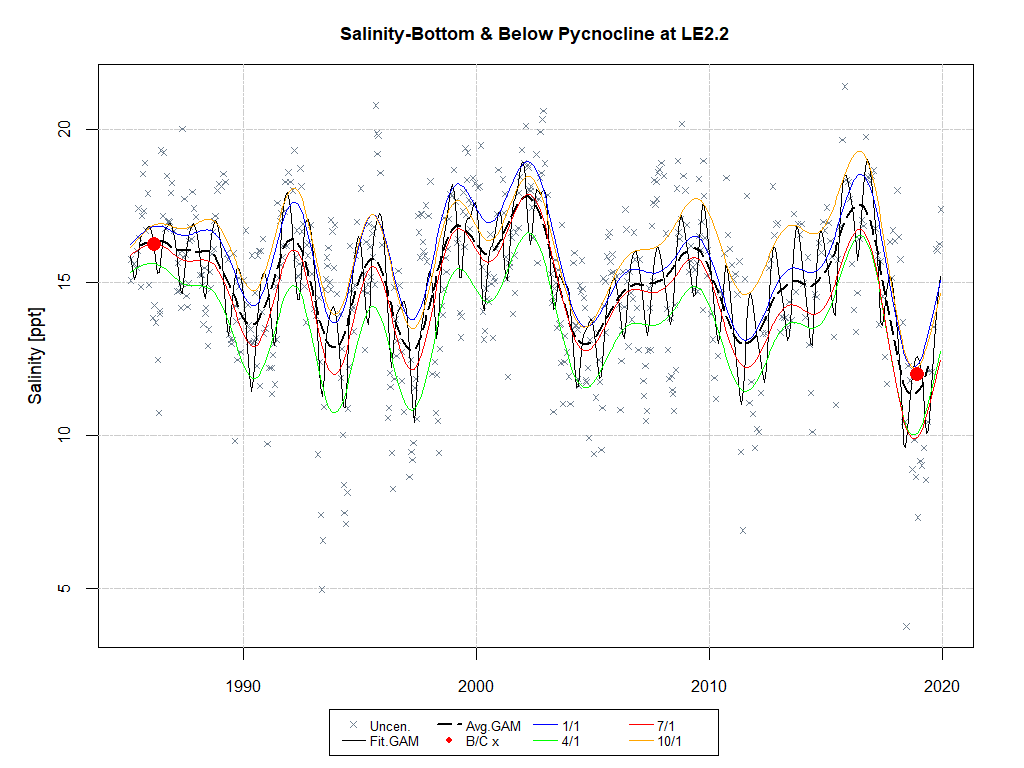 Salinity-Bottom & Below Pycnocline at LE2.2
Salinity [ppt]
20
15
10
5
1990 2000 2010 2020
Uncen. Avg.GAM 1/1 7/1
Fit.GAM B/C x 4/1 10/1